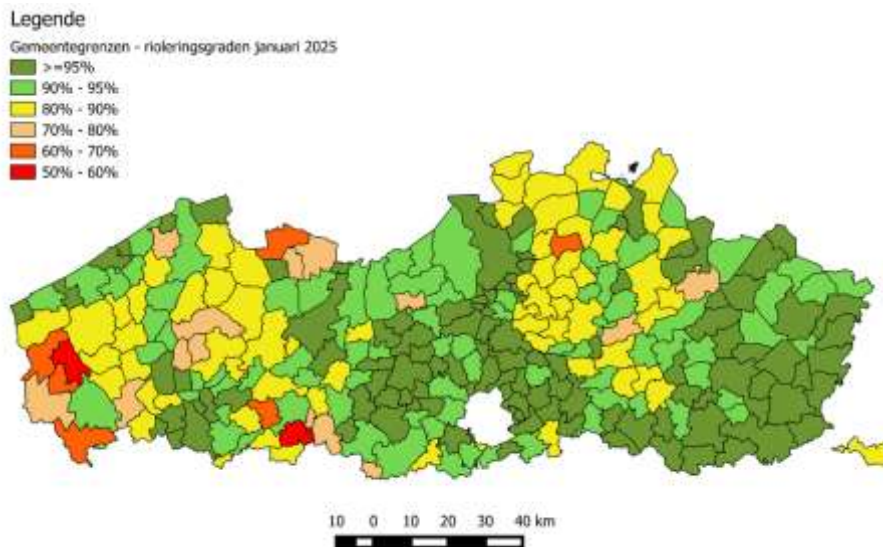 Legende
Gemeentegrenzen - rioleringsgraden januari 2025
>=95%
90% - 95%
80% - 90%
70% - 80%
60% - 70%
50% - 60%
10 0 10 20 30 40 km